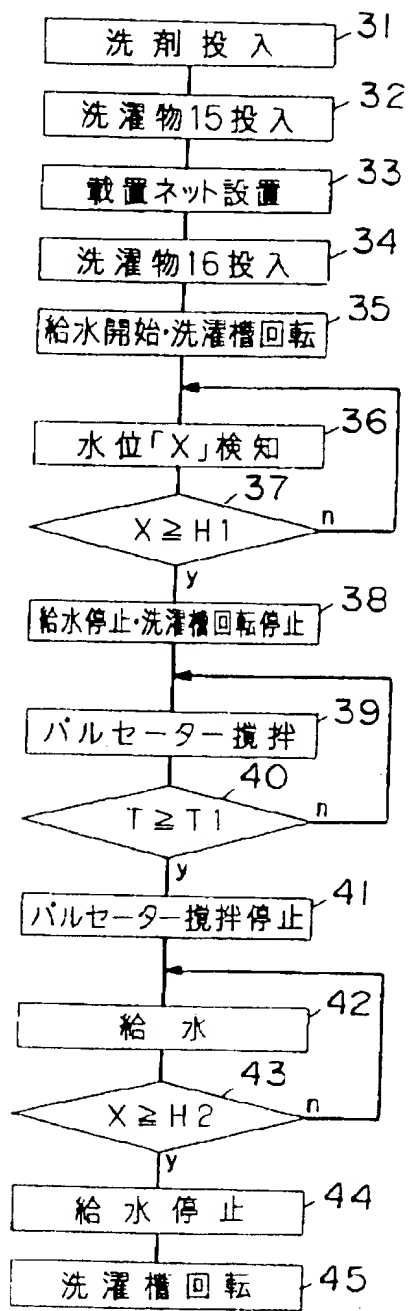 洗剤投入 31
洗濯物15投入 32
載置ネット設置 33
洗濯物16投入 34
給水開始・洗濯槽回転 35
水位「X」検知 36
X≧H1 37
n
y
給水停止・洗濯槽回転停止 38
パルセーター撹拌 39
T≧T1 40
n
y
パルセーター撹拌停止 41
給水 42
X≧H2 43
n
y
給水停止 44
洗濯槽回転 45